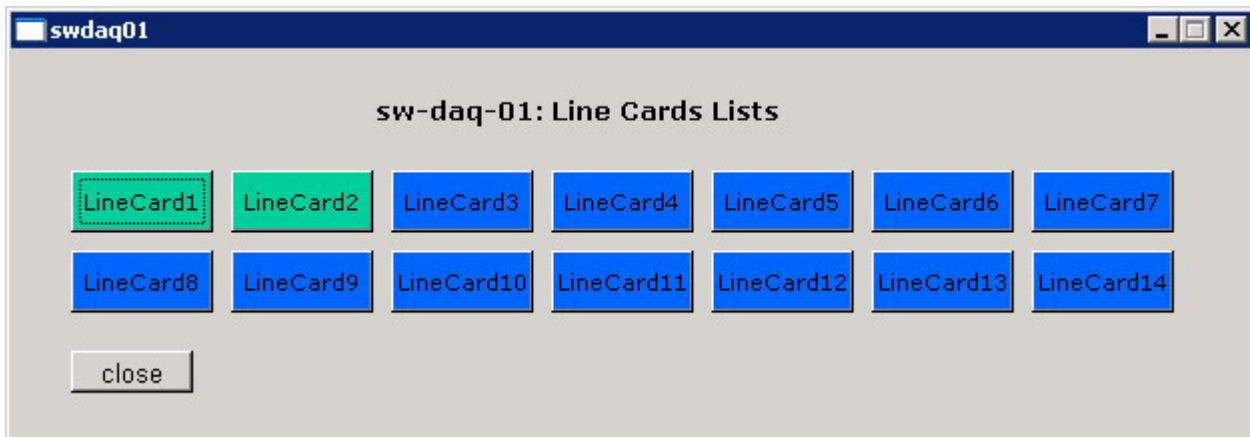 swdaq01
sw-daq-01: Line Cards Lists
LineCard1 LineCard2 LineCard3 LineCard4 LineCard5 LineCard6 LineCard7
LineCard8 LineCard9 LineCard10 LineCard11 LineCard12 LineCard13 LineCard14
close